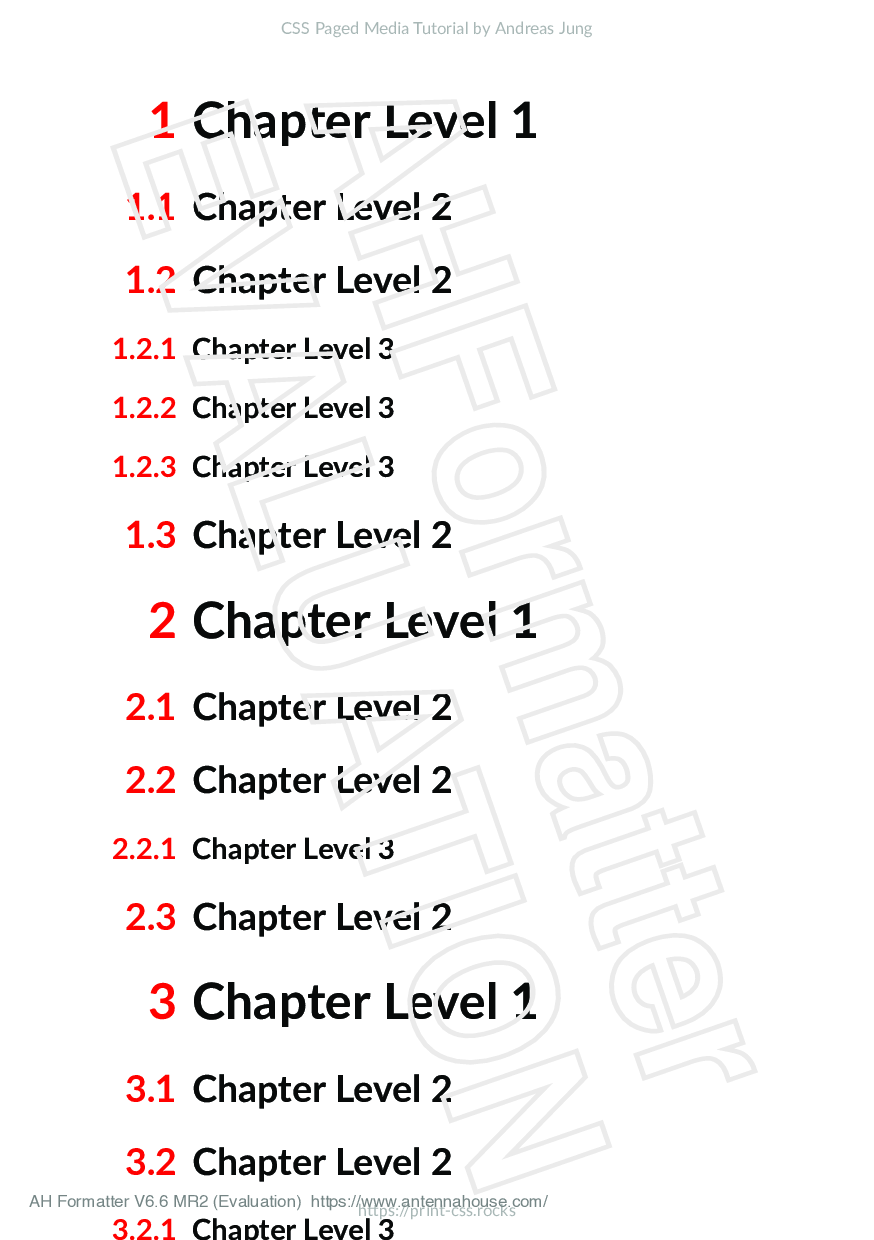 CSS Paged Media Tutorial by Andreas Jung
1 Chapter Level 1
1.1 Chapter Level 2
1.2 Chapter Level 2
1.2.1 Chapter Level 3
1.2.2 Chapter Level 3
1.2.3 Chapter Level 3
1.3 Chapter Level 2
2 Chapter Level 1
2.1 Chapter Level 2
2.2 Chapter Level 2
2.2.1 Chapter Level 3
2.3 Chapter Level 2
3 Chapter Level 1
3.1 Chapter Level 2
3.2 Chapter Level 2
AH Formatter V6.6 MR2 (Evaluation) https://www.antennahouse.com/
https://print-css.rocks
3.2.1 Chapter Level 3
AHFormatter
EVALUATION